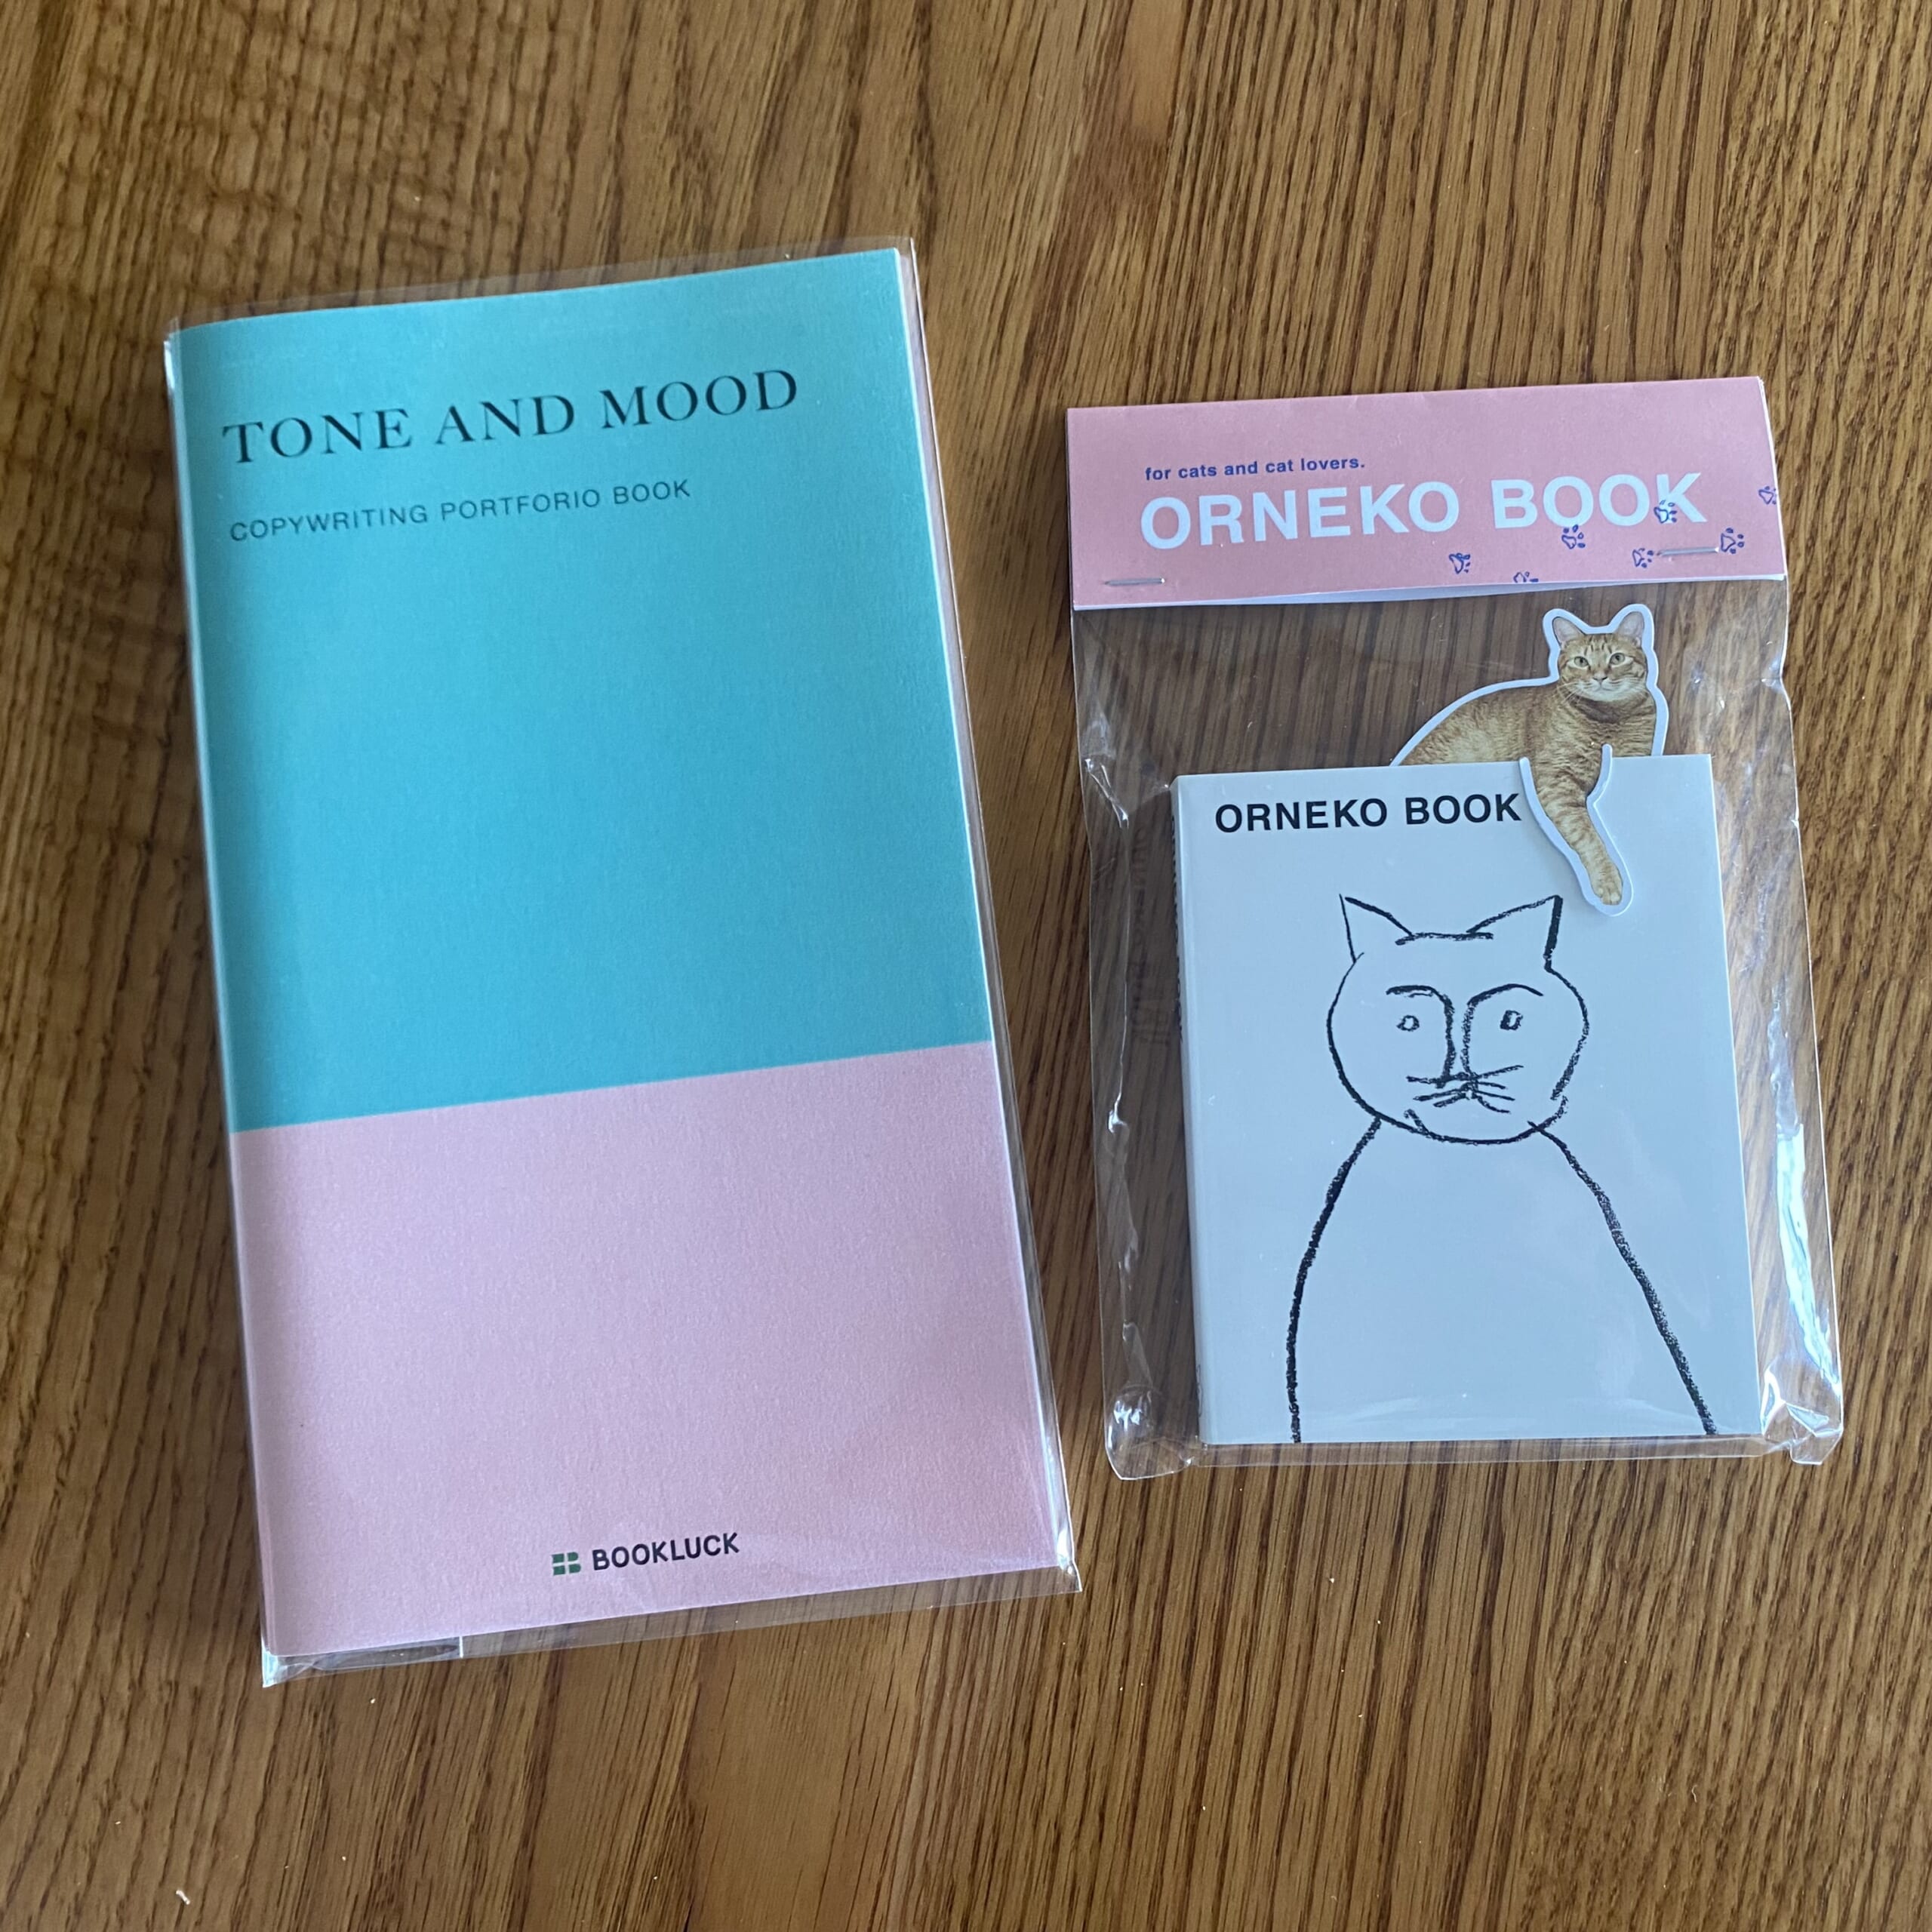 TONE AND MOOD
COPYWRITING PORTFORIO BOOK
BOOKLUCK
for cats and cat lovers.
ORNEKO BOOK
ORNEKO BOOK